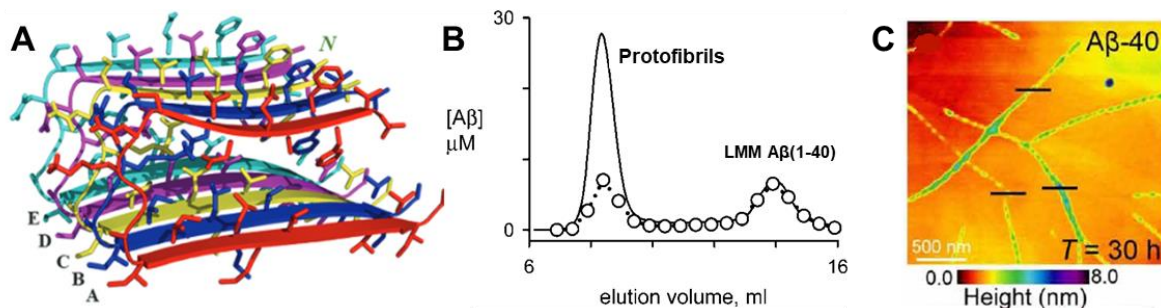 A
N
E
D
C
B
A
B
30
[Aβ]
μM
0
Protofibrils
LMM Aβ(1-40)
6
16
elution volume, ml
C
Aβ-40
500 nm
T = 30 h
0.0
8.0
Height (nm)